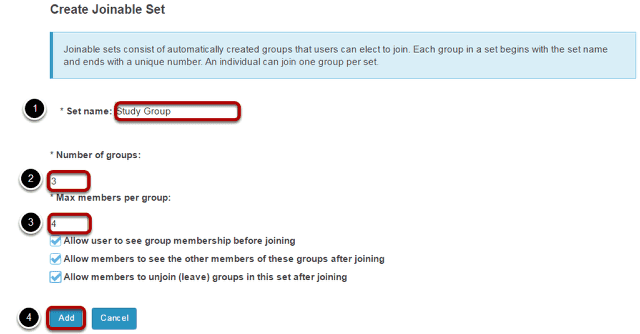 Create Joinable Set
Joinable sets consist of automatically created groups that users can elect to join. Each group in a set begins with the set name
and ends with a unique number. An individual can join one group per set.
1 * Set name: Study Group
* Number of groups:
2 3
* Max members per group:
3 4
Allow user to see group membership before joining
Allow members to see the other members of these groups after joining
Allow members to unjoin (leave) groups in this set after joining
4 Add Cancel